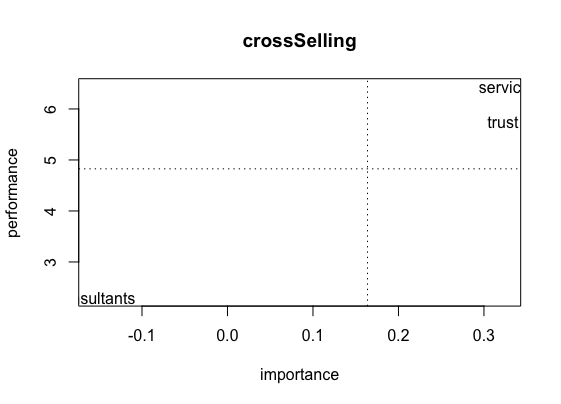 crossSelling
servic
trust
performance
6
5
4
3
sultants
-0.1
0.0
0.1
0.2
0.3
importance